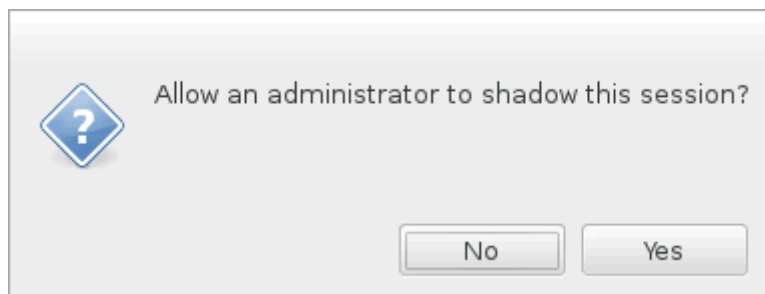 Allow an administrator to shadow this session?
?
No
Yes